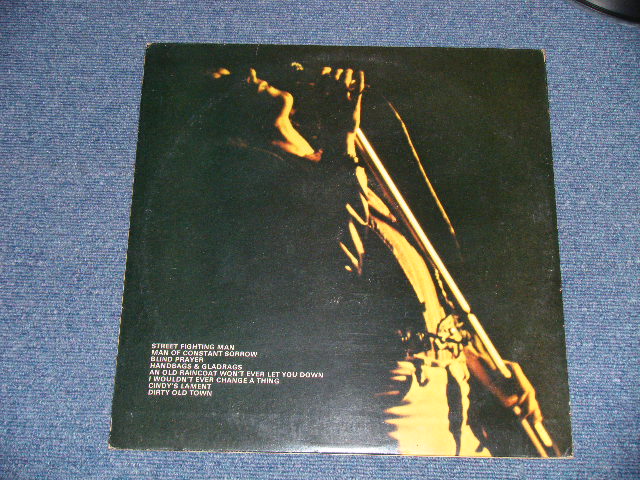 STREET FIGHTING MAN
MAN OF CONSTANT SORROW
BLIND PRAYER
HANDBAGS & GLADRAGS
AN OLD RAINCOAT WON'T EVER LET YOU DOWN
I WOULDN'T EVER CHANGE A THING
CINDY'S LAMENT
DIRTY OLD TOWN